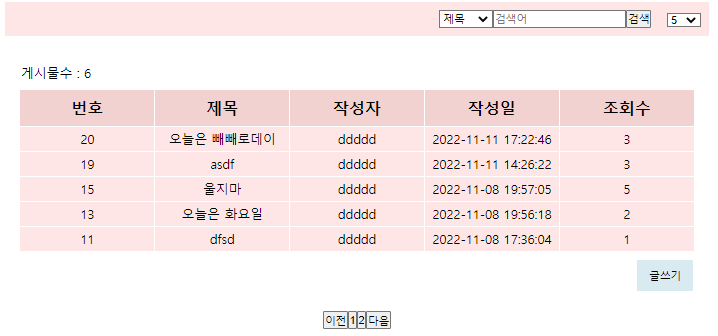 제목 검색어 검색 5
게시물수 : 6
번호 제목 작성자 작성일 조회수
20 오늘은 빼빼로데이 ddddd 2022-11-11 17:22:46 3
19 asdf ddddd 2022-11-11 14:26:22 3
15 울지마 ddddd 2022-11-08 19:57:05 5
13 오늘은 화요일 ddddd 2022-11-08 19:56:18 2
11 dfsd ddddd 2022-11-08 17:36:04 1
글쓰기
이전 1 2 다음